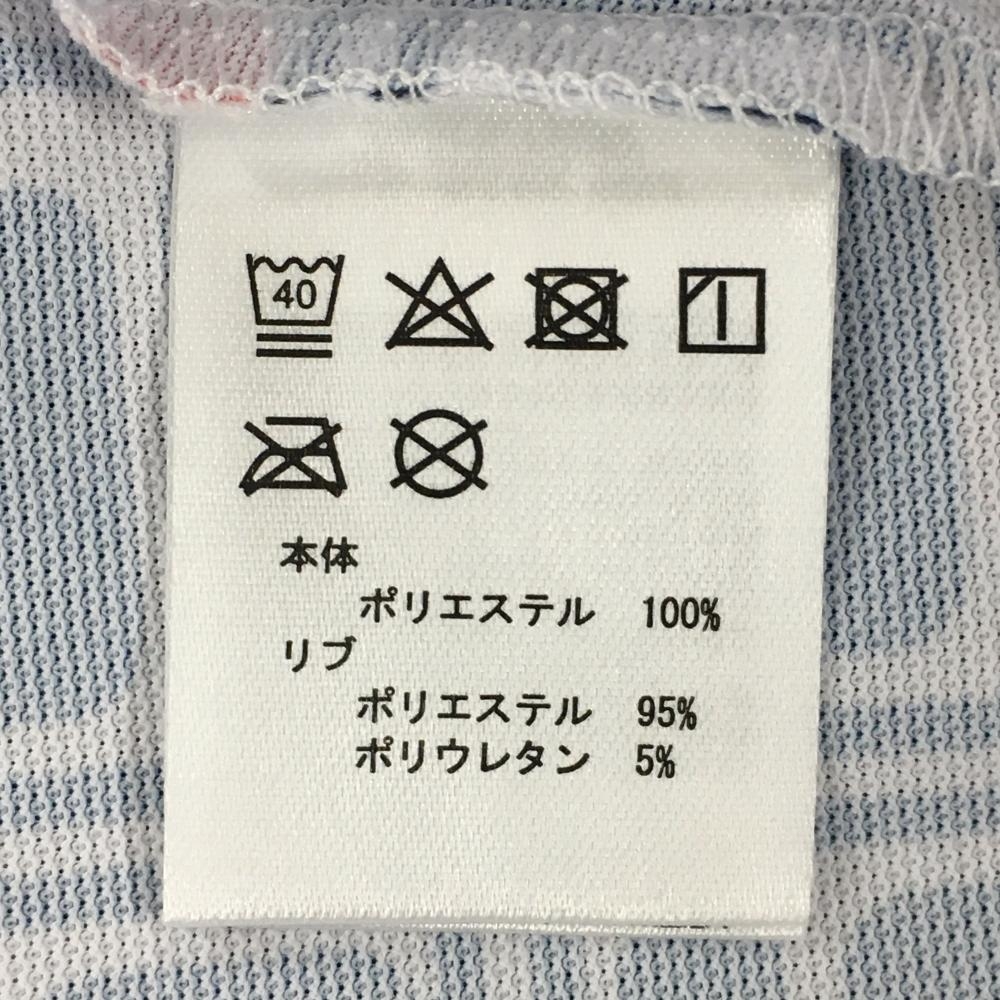 40
本体
ポリエステル 100%
リブ
ポリエステル 95%
ポリウレタン 5%